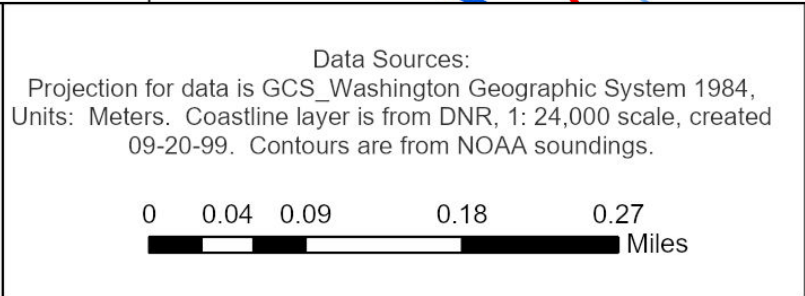 Data Sources:
Projection for data is GCS_Washington Geographic System 1984,
Units:  Meters.  Coastline layer is from DNR, 1: 24,000 scale, created
09-20-99.  Contours are from NOAA soundings.
0 0.04 0.09 0.18 0.27
Miles